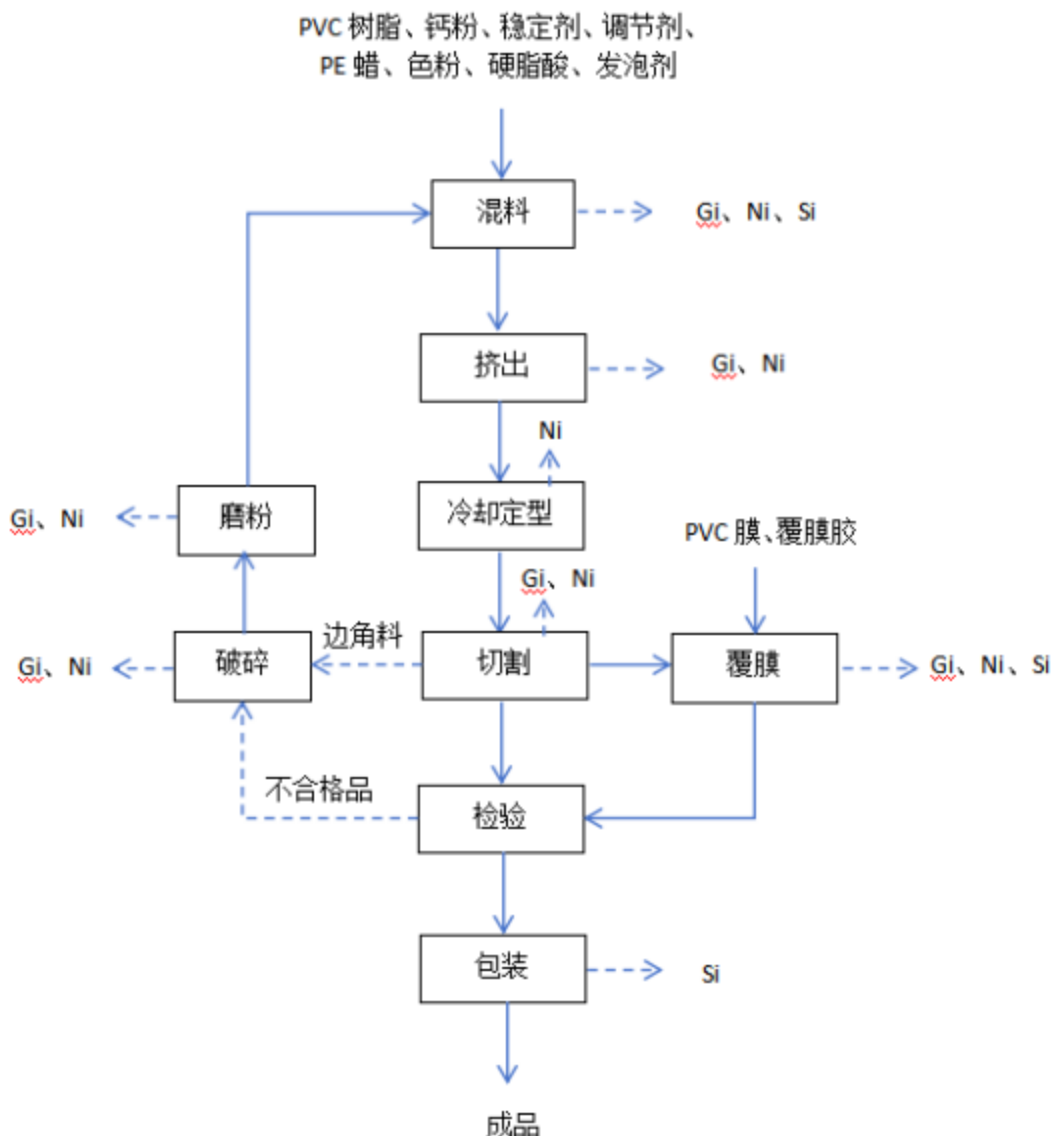 PVC 树脂、钙粉、稳定剂、调节剂、
PE 蜡、色粉、硬脂酸、发泡剂
混料
Gi、Ni、Si
挤出
Gi、Ni
Ni
冷却定型
磨粉
Gi、Ni
PVC 膜、覆膜胶
Gi、Ni
边角料
切割
破碎
Gi、Ni
覆膜
Gi、Ni、Si
不合格品
检验
包装
Si
成品